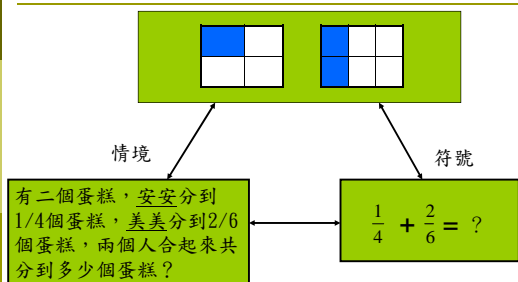 情境
符號
有二個蛋糕，安安分到
1/4個蛋糕，美美分到2/6
個蛋糕，兩個人合起來共
分到多少個蛋糕？
1/4 + 2/6 = ？